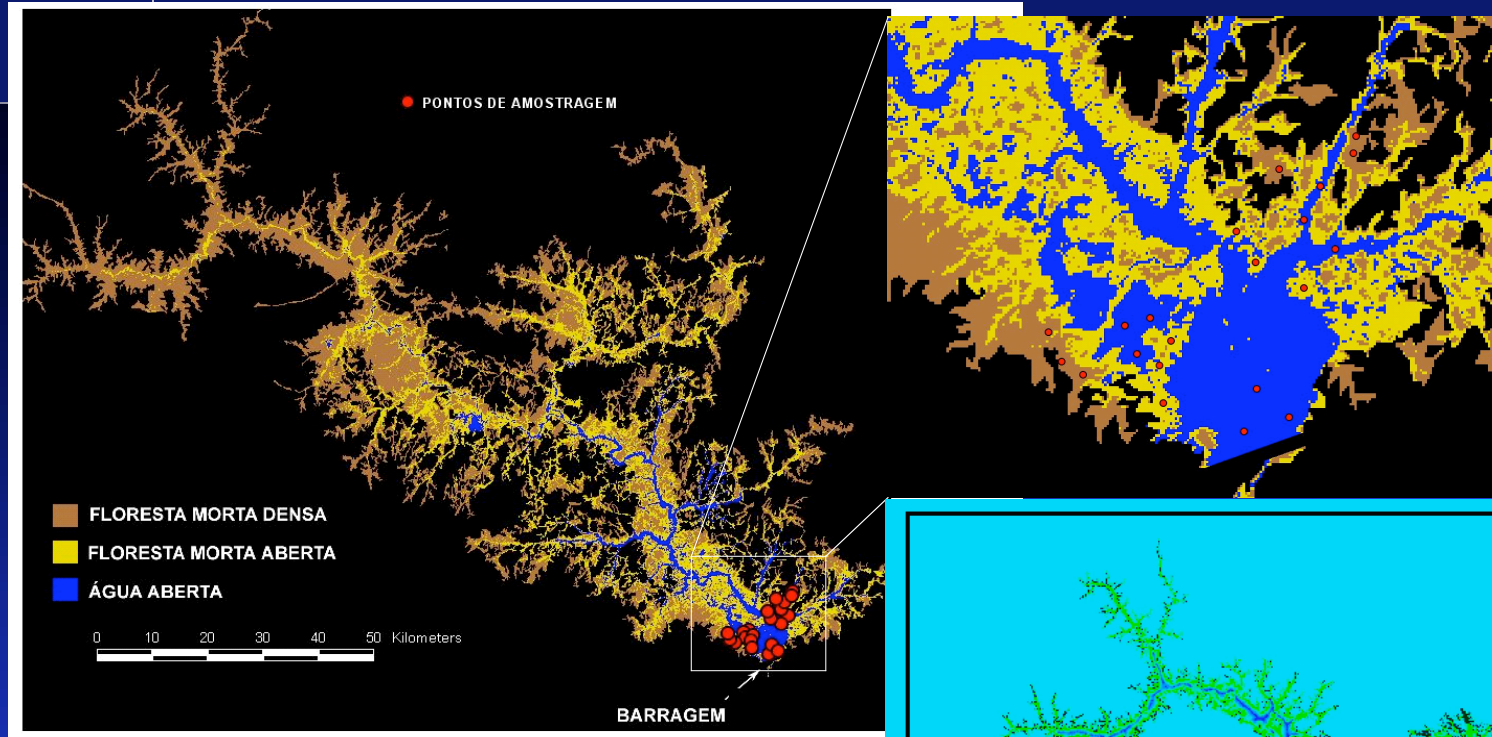 PONTOS DE AMOSTRAGEM
FLORESTA MORTA DENSA
FLORESTA MORTA ABERTA
ÁGUA ABERTA
0 10 20 30 40 50 Kilometers
BARRAGEM